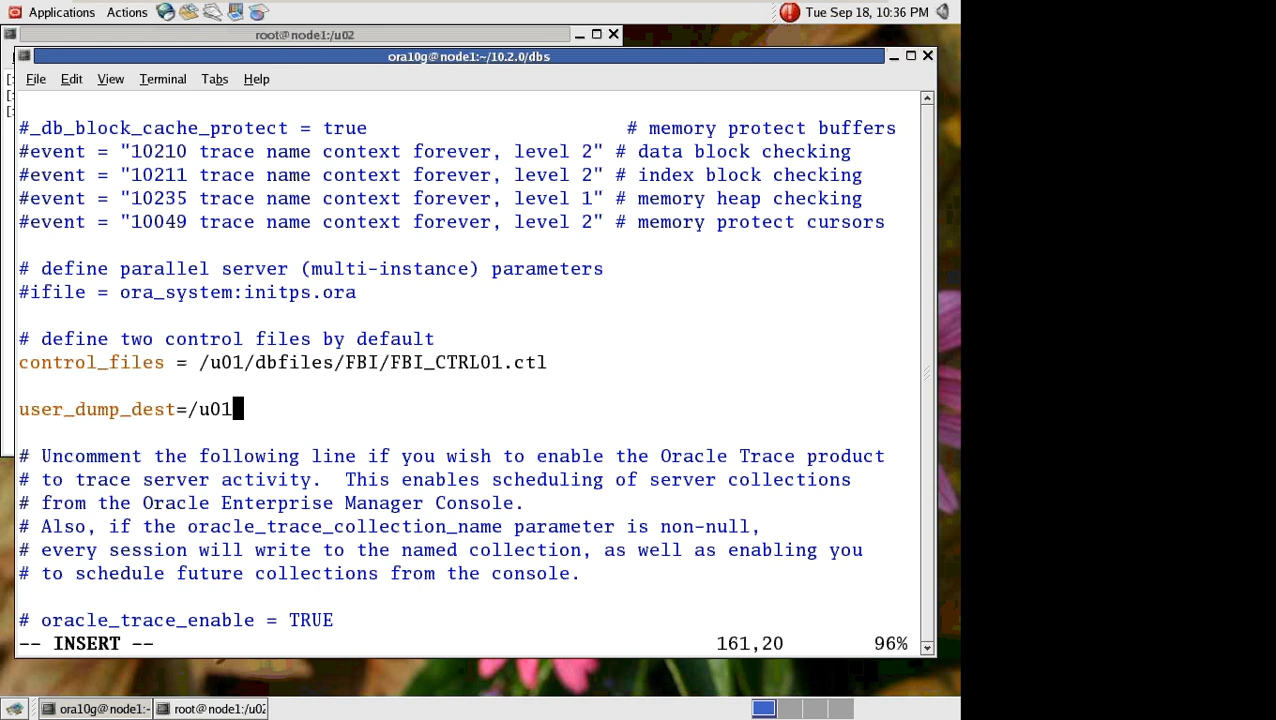 Applications Actions Tue Sep 18, 10:36 PM
root@node1:/u02
ora10g@node1:~/10.2.0/dbs
File Edit View Terminal Tabs Help
#_db_block_cache_protect = true # memory protect buffers
#event = "10210 trace name context forever, level 2" # data block checking
#event = "10211 trace name context forever, level 2" # index block checking
#event = "10235 trace name context forever, level 1" # memory heap checking
#event = "10049 trace name context forever, level 2" # memory protect cursors
# define parallel server (multi-instance) parameters
#ifile = ora_system:initps.ora
# define two control files by default
control_files = /u01/dbfiles/FBI/FBI_CTRL01.ctl
user_dump_dest=/u01
# Uncomment the following line if you wish to enable the Oracle Trace product
# to trace server activity.  This enables scheduling of server collections
# from the Oracle Enterprise Manager Console.
# Also, if the oracle_trace_collection_name parameter is non-null,
# every session will write to the named collection, as well as enabling you
# to schedule future collections from the console.
# oracle_trace_enable = TRUE
-- INSERT -- 161,20 96%
ora10g@node1:- root@node1:/u02